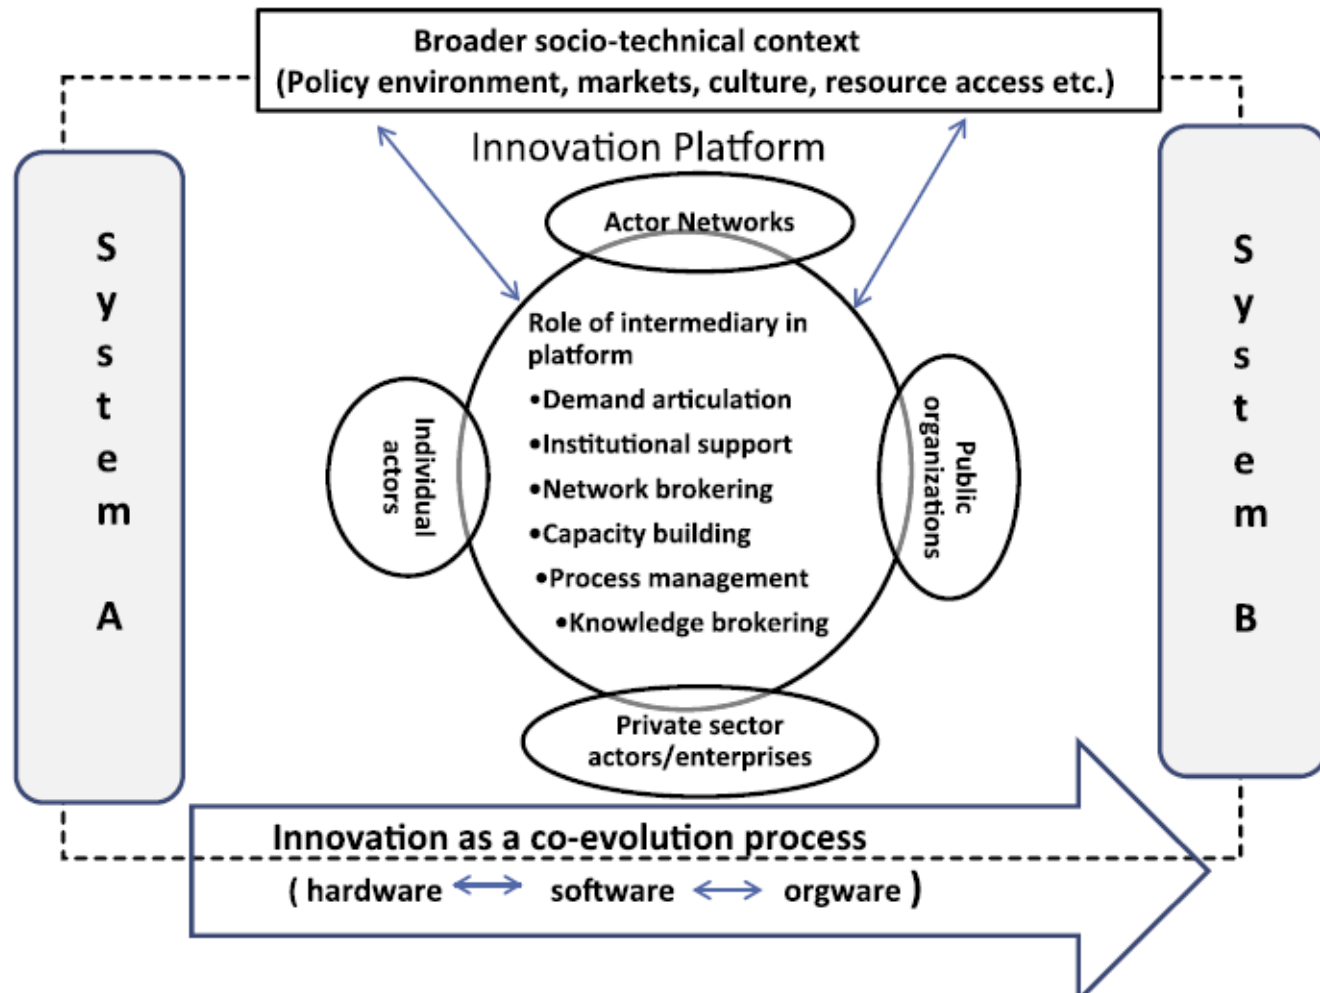 Broader socio-technical context
(Policy environment, markets, culture, resource access etc.)
Innovation Platform
Actor Networks
System A
Role of intermediary in
platform
•Demand articulation
•Institutional support
•Network brokering
•Capacity building
•Process management
•Knowledge brokering
Individual
actors
Public
organizations
System B
Private sector
actors/enterprises
Innovation as a co-evolution process
( hardware software orgware )